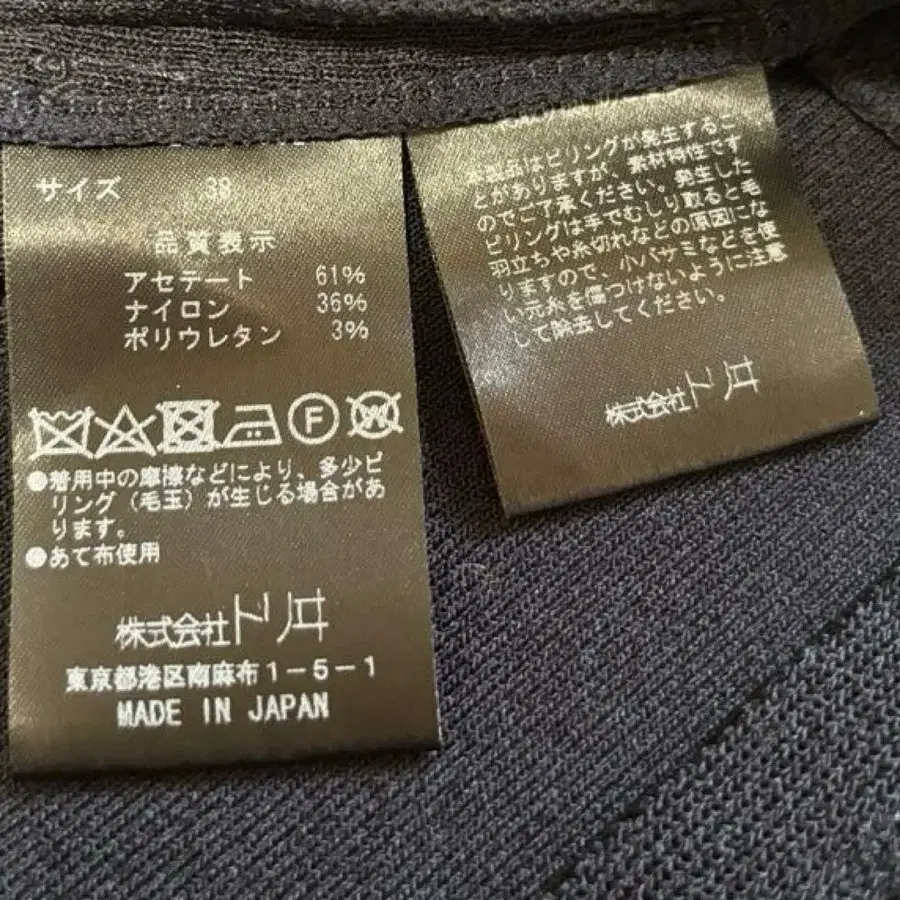 サイズ 38
品質表示
アセテート 61%
ナイロン 36%
ポリウレタン 3%
F W
●着用中の摩擦などにより、多少ピ
リング（毛玉）が生じる場合があ
ります。
●あて布使用
株式会社ドリロ
東京都港区南麻布1-5-1
MADE IN JAPAN
本製品はピリングが発生するこ
とがありますが、素材特性です
のでご了承ください。発生した
ピリングは手でむしり取ると毛
羽立ちや糸切れなどの原因にな
りますので、小バサミなどを使
い元糸を傷つけないように注意
して除去してください。
株式会社ドリロ